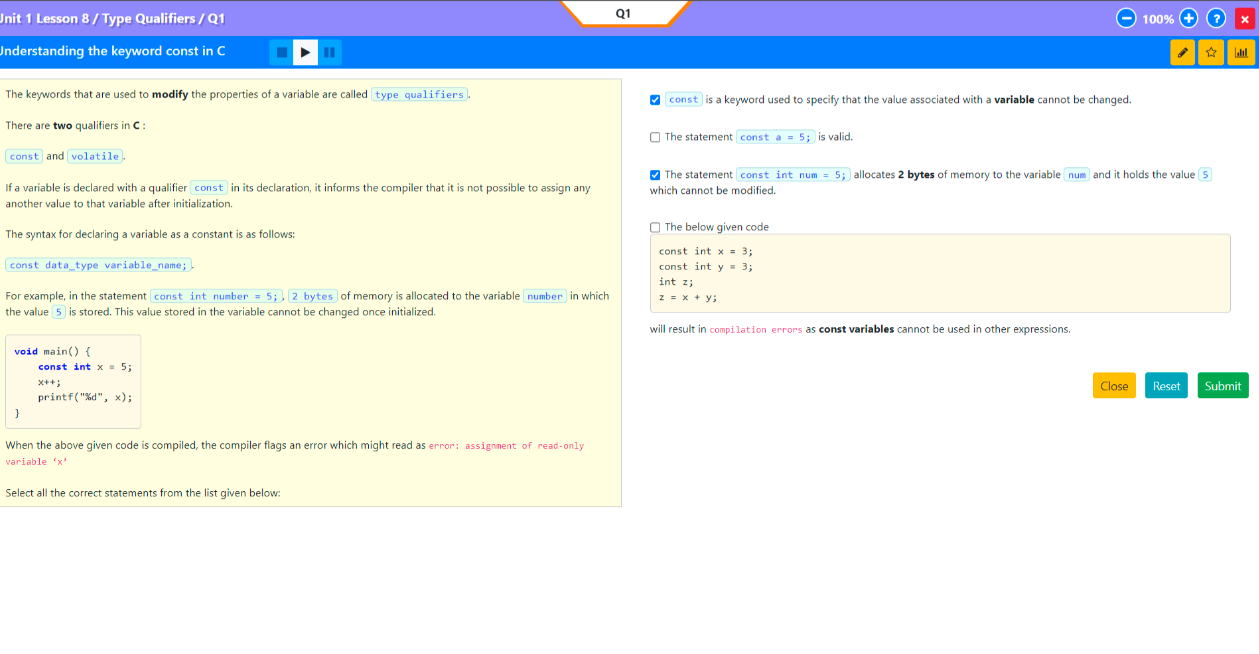 Unit 1 Lesson 8 / Type Qualifiers / Q1
Q1
100%
Understanding the keyword const in C
The keywords that are used to modify the properties of a variable are called type qualifiers.
There are two qualifiers in C :
const and volatile.
If a variable is declared with a qualifier const in its declaration, it informs the compiler that it is not possible to assign any
another value to that variable after initialization.
The syntax for declaring a variable as a constant is as follows:
const data_type variable_name;.
For example, in the statement const int number = 5;, 2 bytes of memory is allocated to the variable number in which
the value 5 is stored. This value stored in the variable cannot be changed once initialized.
void main() {
const int x = 5;
x++;
printf("%d", x);
}
When the above given code is compiled, the compiler flags an error which might read as error: assignment of read-only
variable ‘x’
Select all the correct statements from the list given below:
const is a keyword used to specify that the value associated with a variable cannot be changed.
The statement const a = 5; is valid.
The statement const int num = 5; allocates 2 bytes of memory to the variable num and it holds the value 5
which cannot be modified.
The below given code
const int x = 3;
const int y = 3;
int z;
z = x + y;
will result in compilation errors as const variables cannot be used in other expressions.
Close Reset Submit